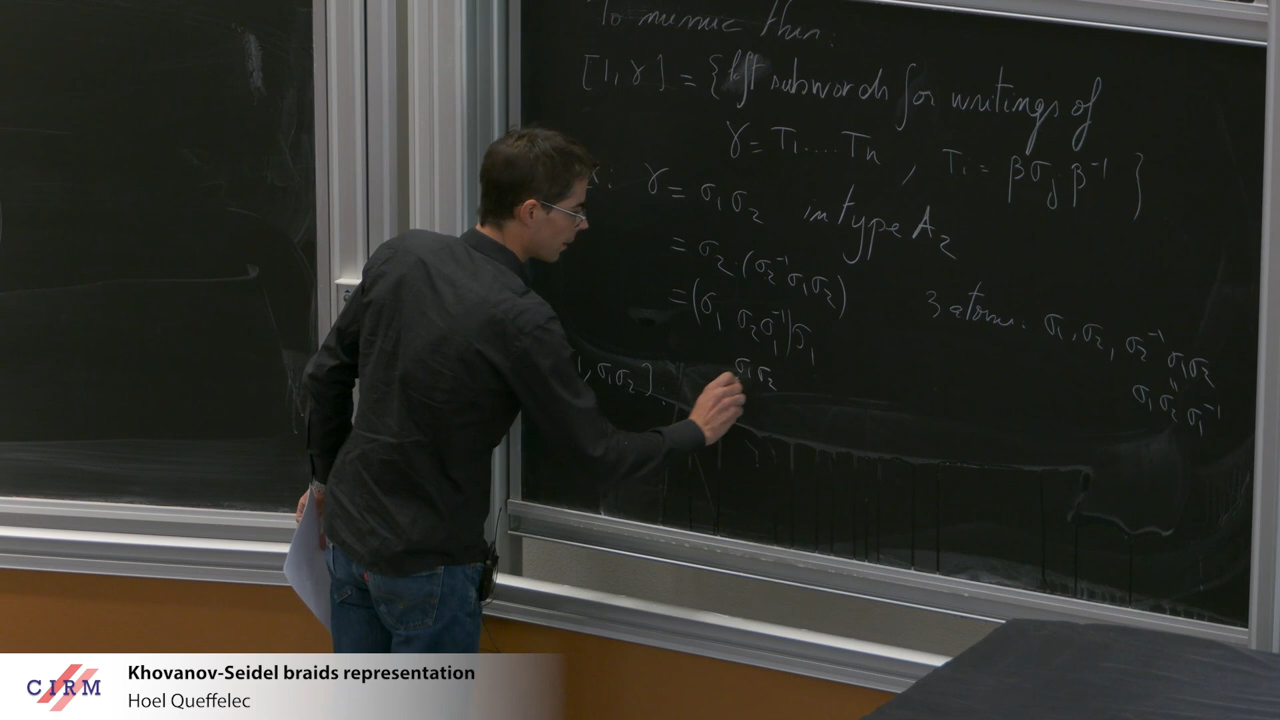 To mimic this:
[1, γ] = { left subwords for writings of
γ = T₁....Tₙ , Tᵢ = βσⱼβ⁻¹ }
x: γ = σ₁σ₂ in type A₂
= σ₂.(σ₂⁻¹σ₁σ₂)
= (σ₁ σ₂σ₁⁻¹)σ₁
3 atoms: σ₁, σ₂, σ₂⁻¹σ₁σ₂
"
σ₁σ₂σ₁⁻¹
1, σ₁σ₂].
σ₁σ₂
CIRM
Khovanov-Seidel braids representation
Hoel Queffelec